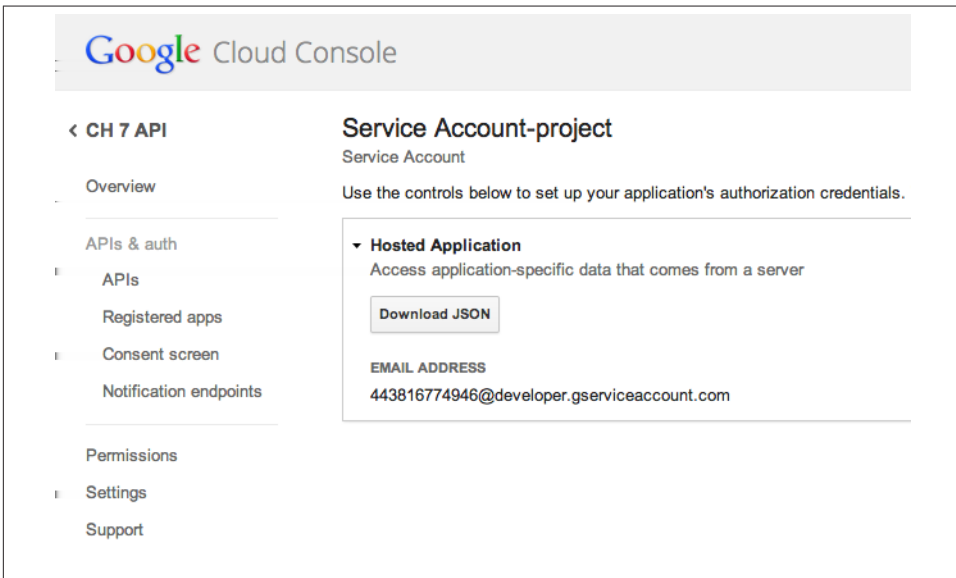 Google Cloud Console
CH 7 API
Overview
APIs & auth
APIs
Registered apps
Consent screen
Notification endpoints
Permissions
Settings
Support
Service Account-project
Service Account
Use the controls below to set up your application's authorization credentials.
Hosted Application
Access application-specific data that comes from a server
Download JSON
EMAIL ADDRESS
443816774946@developer.gserviceaccount.com